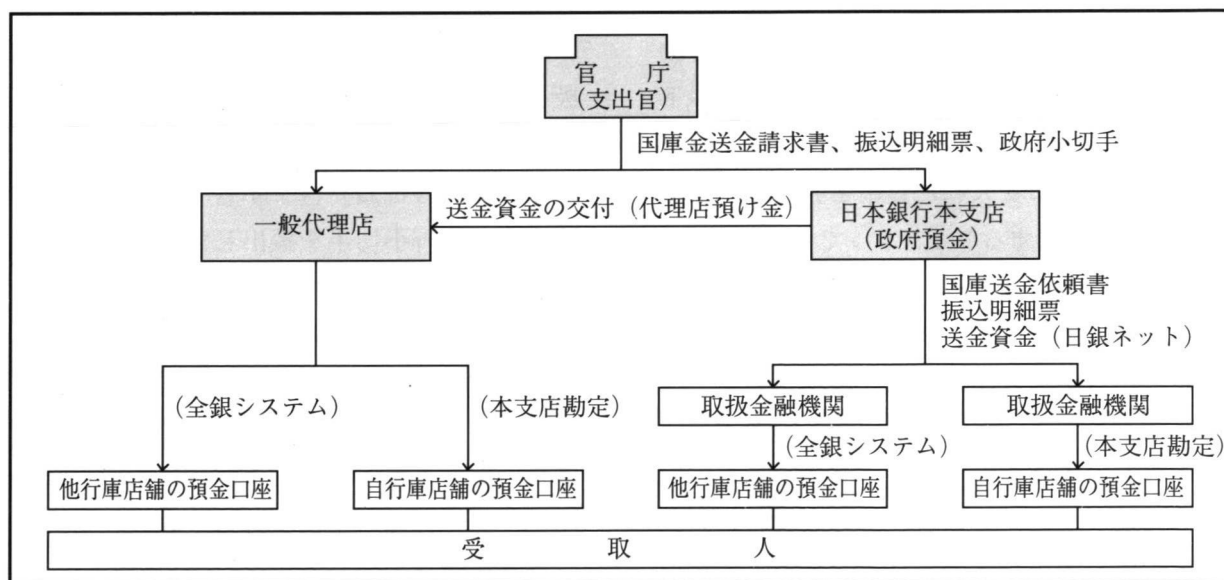 官庁
（支出官）
国庫金送金請求書、振込明細票、政府小切手
一般代理店
送金資金の交付（代理店預け金）
日本銀行本支店
（政府預金）
国庫送金依頼書
振込明細票
送金資金（日銀ネット）
（全銀システム）
（本支店勘定）
取扱金融機関
取扱金融機関
（全銀システム）
（本支店勘定）
他行庫店舗の預金口座
自行庫店舗の預金口座
他行庫店舗の預金口座
自行庫店舗の預金口座
受取人